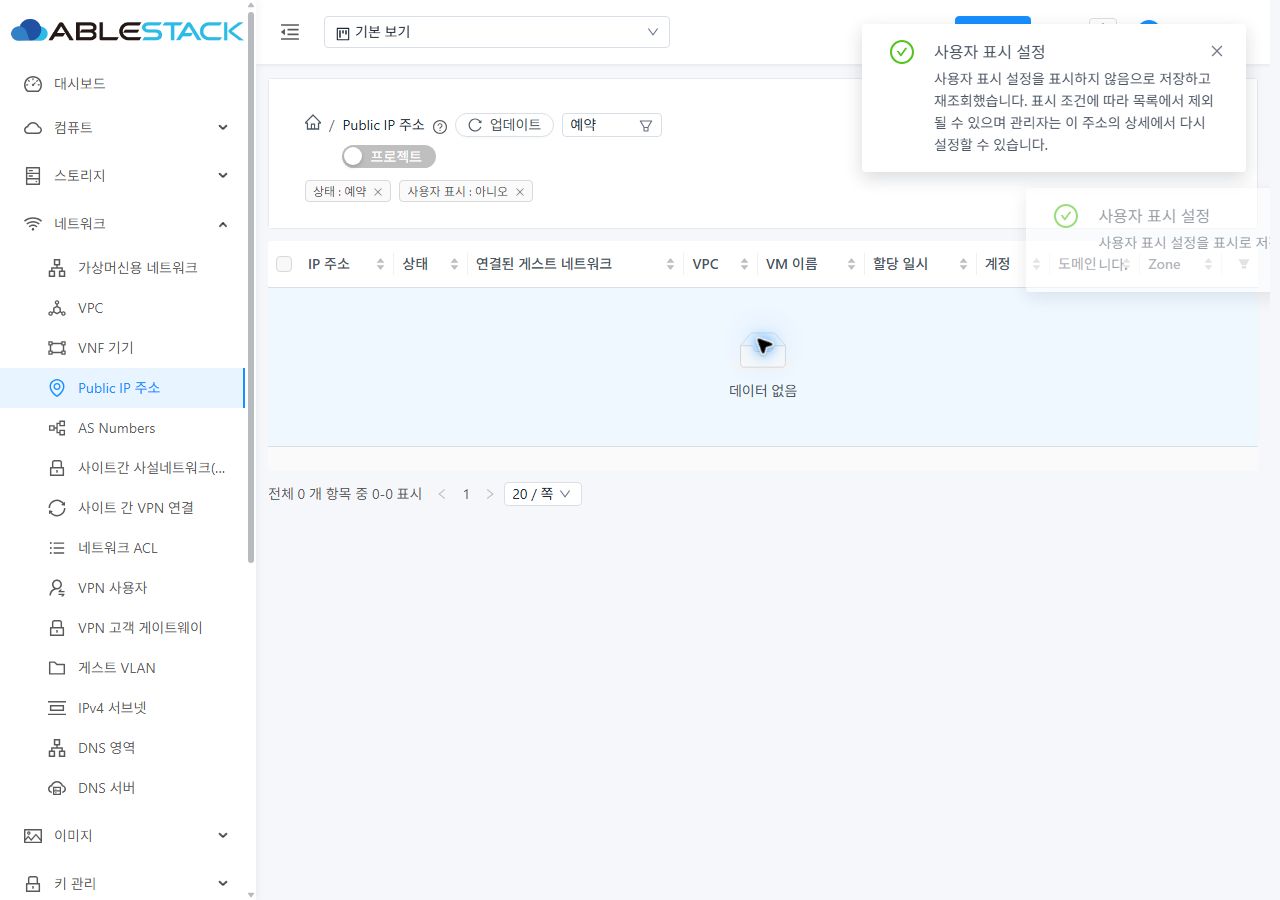 ABLESTACK
기본 보기
대시보드
컴퓨트
스토리지
네트워크
가상머신용 네트워크
VPC
VNF 기기
Public IP 주소
AS Numbers
사이트간 사설네트워크(...
사이트 간 VPN 연결
네트워크 ACL
VPN 사용자
VPN 고객 게이트웨이
게스트 VLAN
IPv4 서브넷
DNS 영역
DNS 서버
이미지
키 관리
/ Public IP 주소 업데이트 예약
프로젝트
상태 : 예약 사용자 표시 : 아니오
사용자 표시 설정
사용자 표시 설정을 표시하지 않음으로 저장하고
재조회했습니다. 표시 조건에 따라 목록에서 제외
될 수 있으며 관리자는 이 주소의 상세에서 다시
설정할 수 있습니다.
사용자 표시 설정
사용자 표시 설정을 표시로 저
니다.
IP 주소 상태 연결된 게스트 네트워크 VPC VM 이름 할당 일시 계정 도메인 Zone
데이터 없음
전체 0 개 항목 중 0-0 표시 1 20 / 쪽